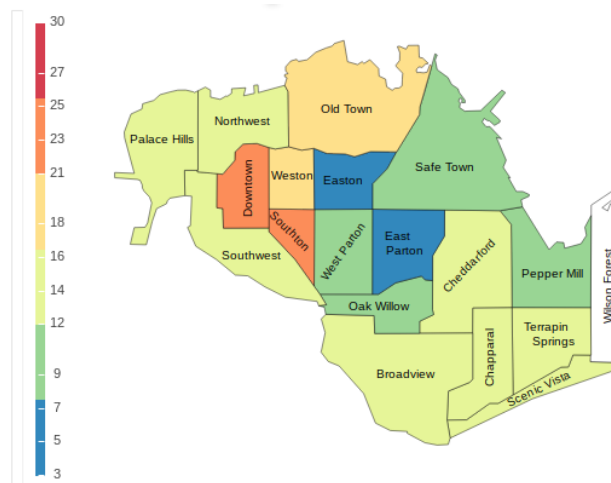 30
27
25
23
21
18
16
14
12
9
7
5
3
Old Town
Northwest
Palace Hills
Safe Town
Weston
Easton
Downtown
Southton
West Parton
East
Parton
Cheddarford
Southwest
Pepper Mill
Wilson Forest
Oak Willow
Terrapin
Springs
Chapparal
Broadview
Scenic Vista